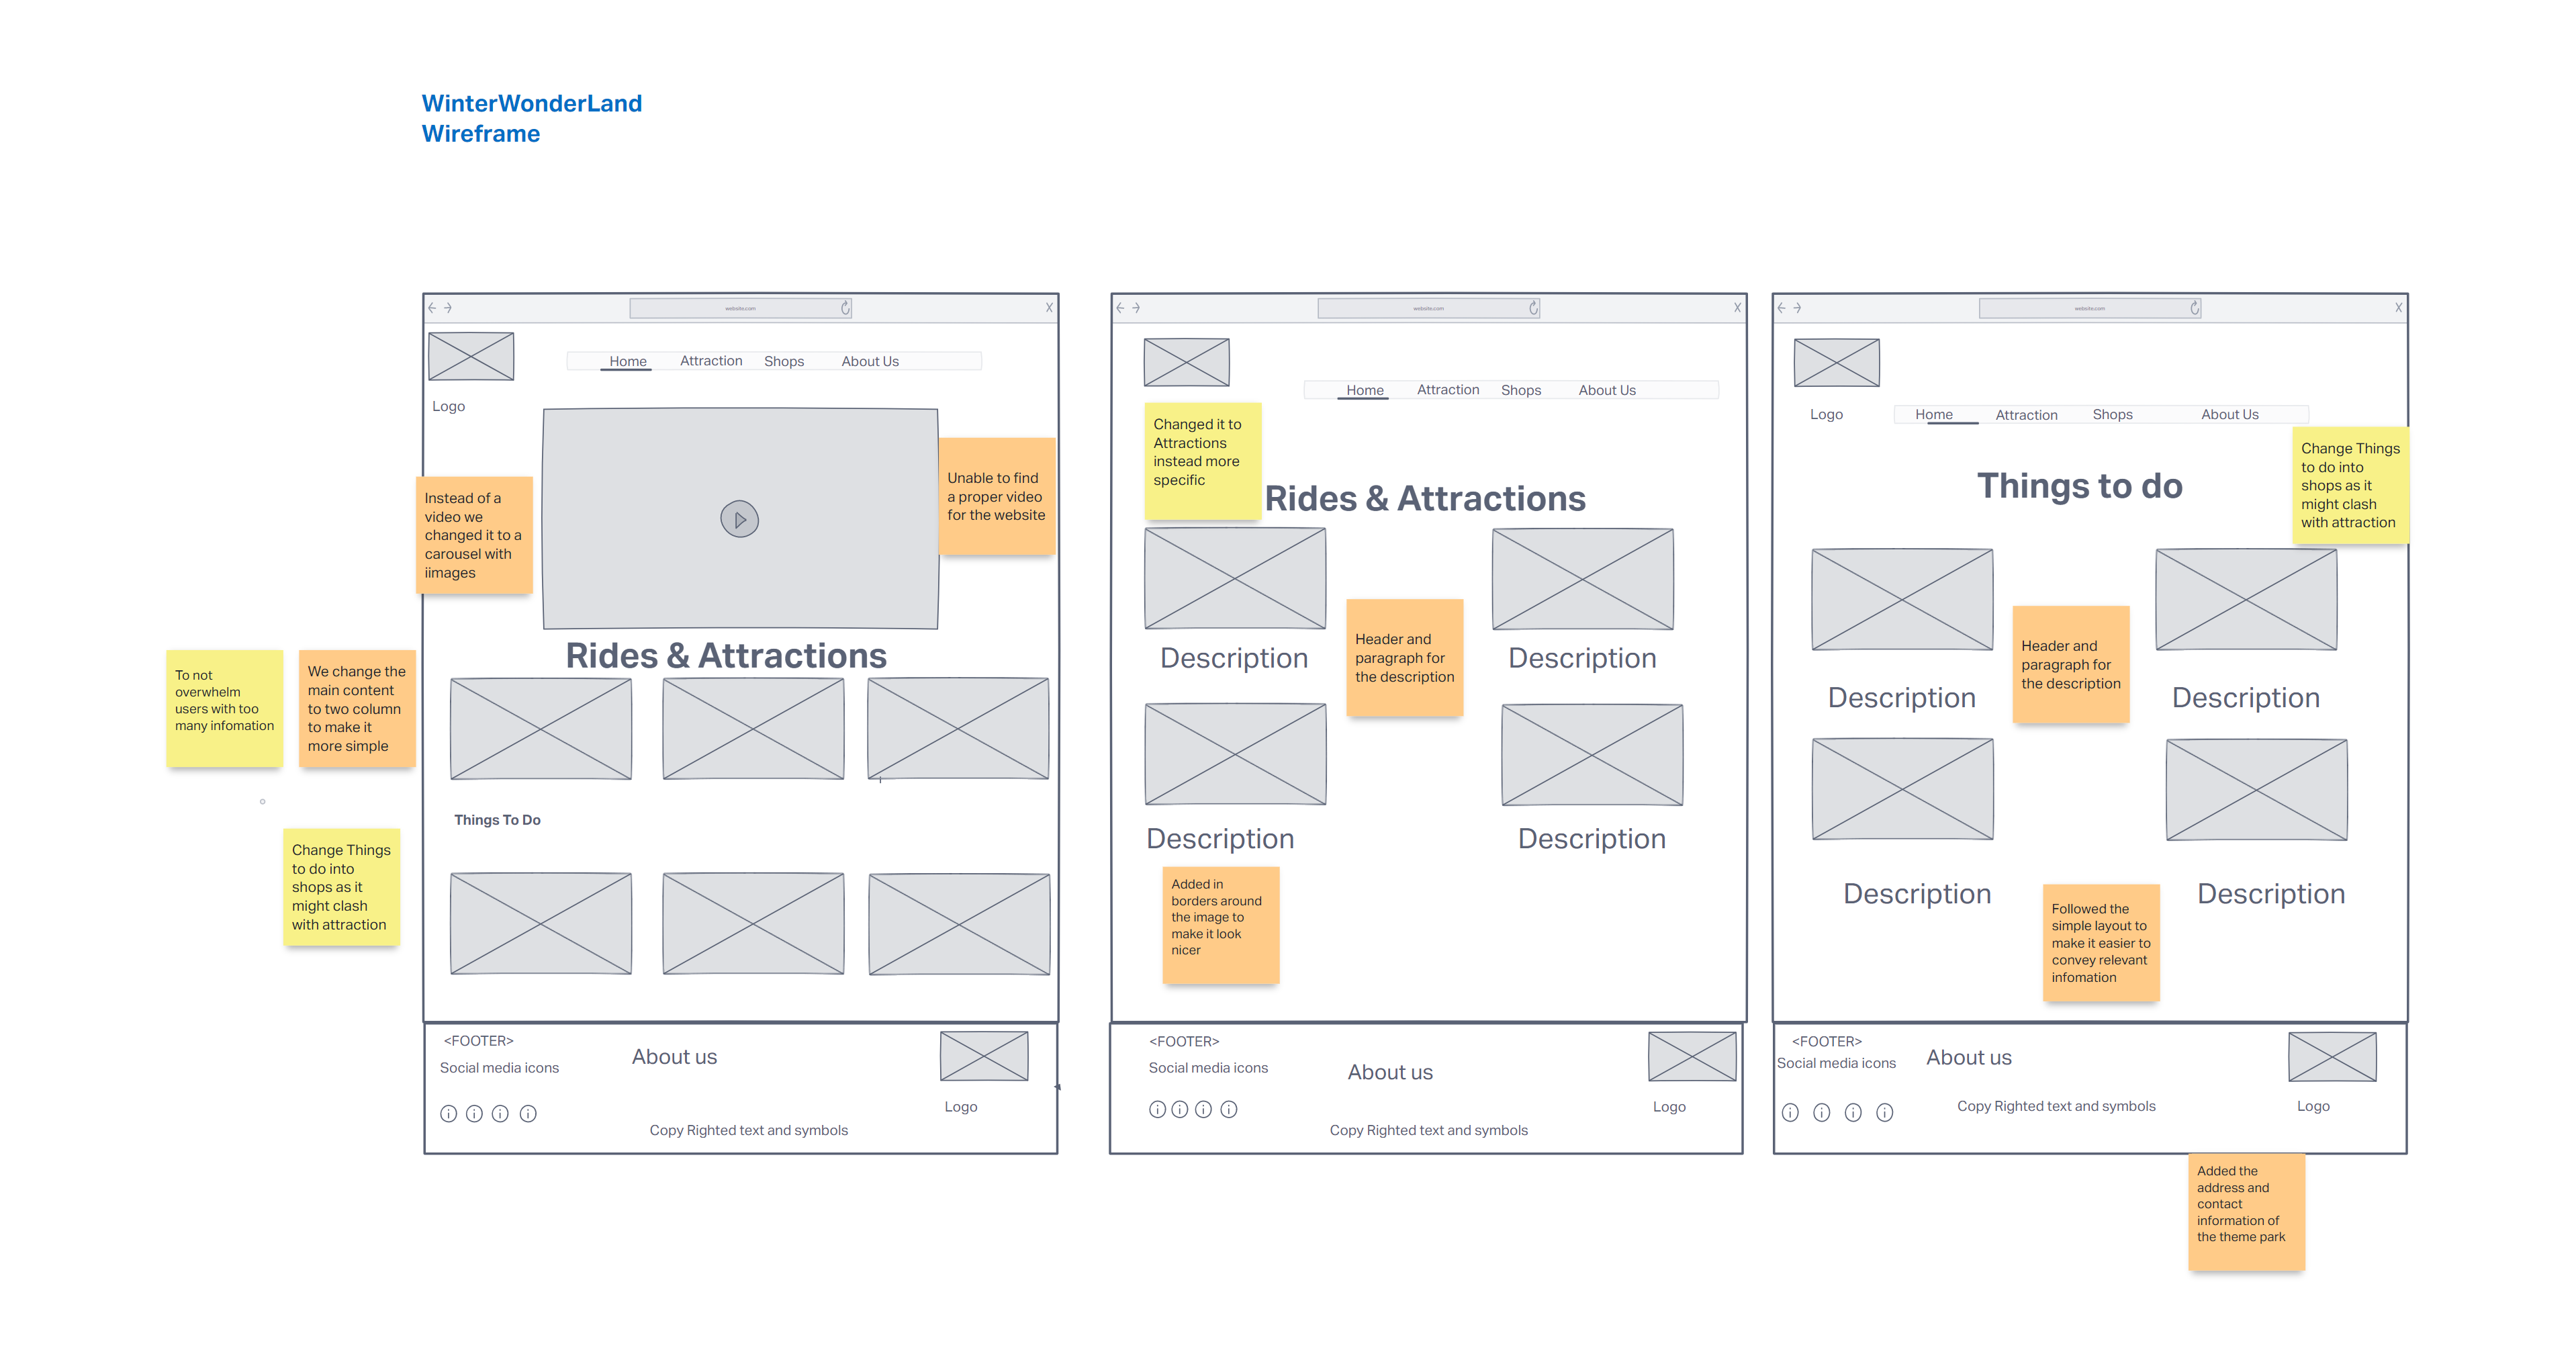 WinterWonderLand
Wireframe
website.com
X
Home Attraction Shops About Us
Logo
Instead of a
video we
changed it to a
carousel with
iimages
Unable to find
a proper video
for the website
Rides & Attractions
To not
overwhelm
users with too
many infomation
We change the
main content
to two column
to make it
more simple
Things To Do
Change Things
to do into
shops as it
might clash
with attraction
<FOOTER>
Social media icons
About us
Logo
Copy Righted text and symbols
website.com
X
Home Attraction Shops About Us
Changed it to
Attractions
instead more
specific
Rides & Attractions
Header and
paragraph for
the description
Description Description
Description Description
Added in
borders around
the image to
make it look
nicer
<FOOTER>
Social media icons
About us
Logo
Copy Righted text and symbols
website.com
X
Logo
Home Attraction Shops About Us
Change Things
to do into
shops as it
might clash
with attraction
Things to do
Header and
paragraph for
the description
Description Description
Description Description
Followed the
simple layout to
make it easier to
convey relevant
infomation
<FOOTER>
Social media icons
About us
Copy Righted text and symbols
Logo
Added the
address and
contact
information of
the theme park